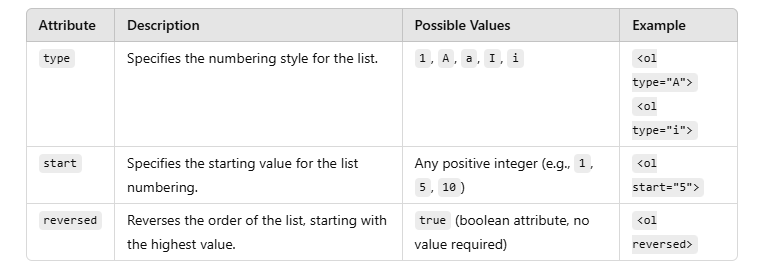 Attribute Description Possible Values Example
type Specifies the numbering style for the list. 1, A, a, I, i <ol
type="A">
<ol
type="i">
start Specifies the starting value for the list Any positive integer (e.g., 1, <ol
numbering. 5, 10) start="5">
reversed Reverses the order of the list, starting with true (boolean attribute, no <ol
the highest value. value required) reversed>